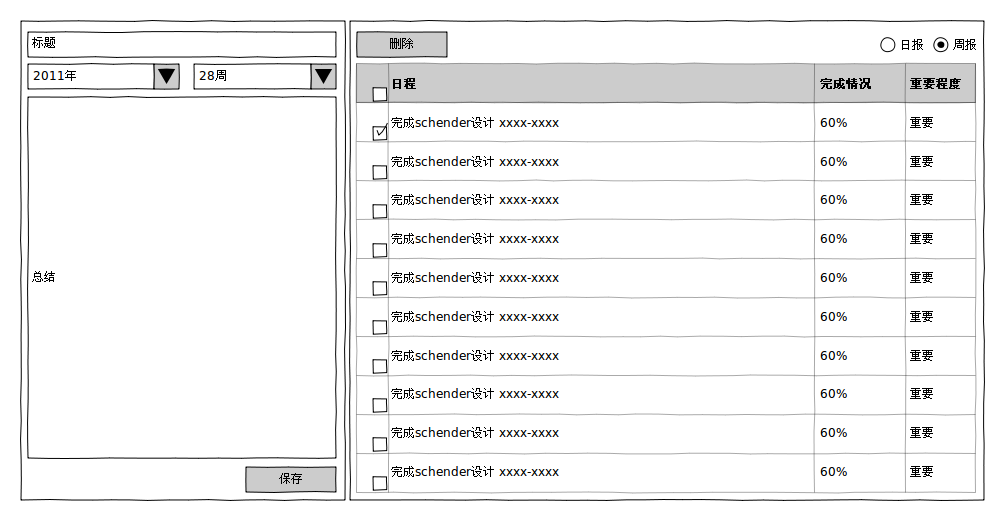 标题
2011年 28周
总结
保存
删除 日报 周报
日程 完成情况 重要程度
完成schender设计 xxxx-xxxx 60% 重要
完成schender设计 xxxx-xxxx 60% 重要
完成schender设计 xxxx-xxxx 60% 重要
完成schender设计 xxxx-xxxx 60% 重要
完成schender设计 xxxx-xxxx 60% 重要
完成schender设计 xxxx-xxxx 60% 重要
完成schender设计 xxxx-xxxx 60% 重要
完成schender设计 xxxx-xxxx 60% 重要
完成schender设计 xxxx-xxxx 60% 重要
完成schender设计 xxxx-xxxx 60% 重要